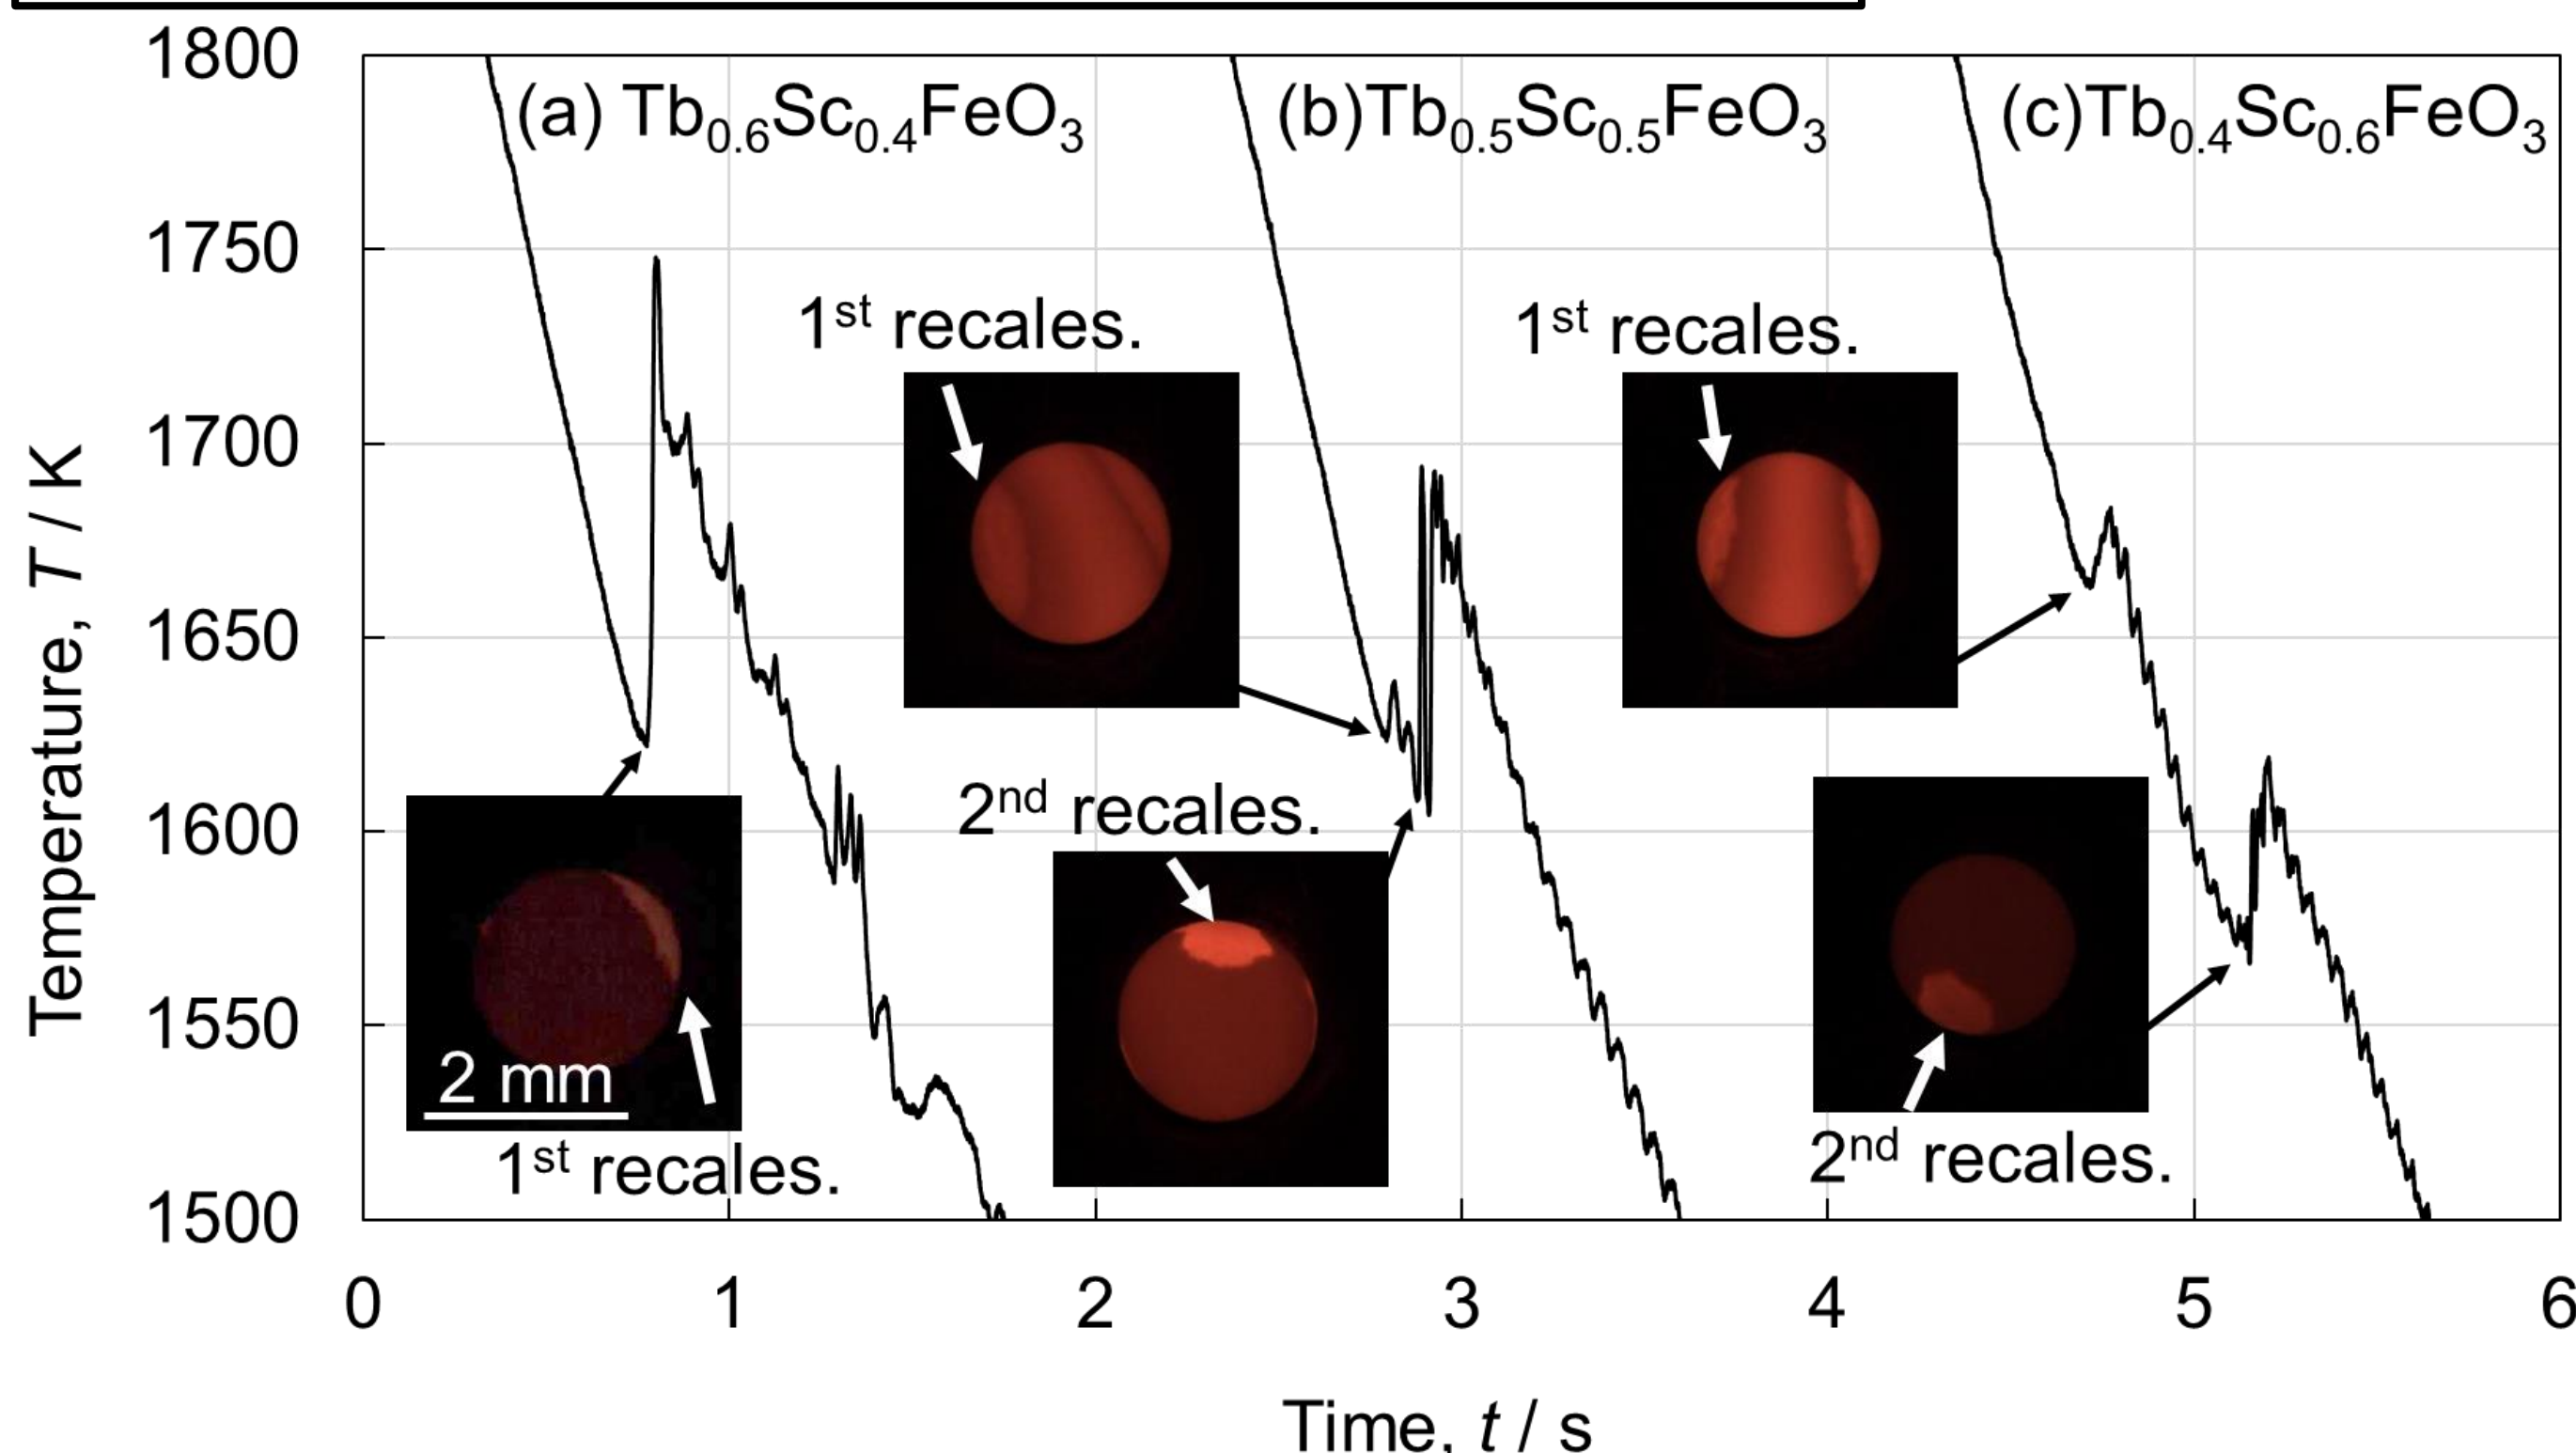 1800
(a) Tb0.6Sc0.4FeO3
(b)Tb0.5Sc0.5FeO3
(c)Tb0.4Sc0.6FeO3
1750
1st recales.
1st recales.
1700
1650
2nd recales.
1600
1550
2 mm
1st recales.
2nd recales.
1500
0 1 2 3 4 5 6
Temperature, T / K
Time, t / s